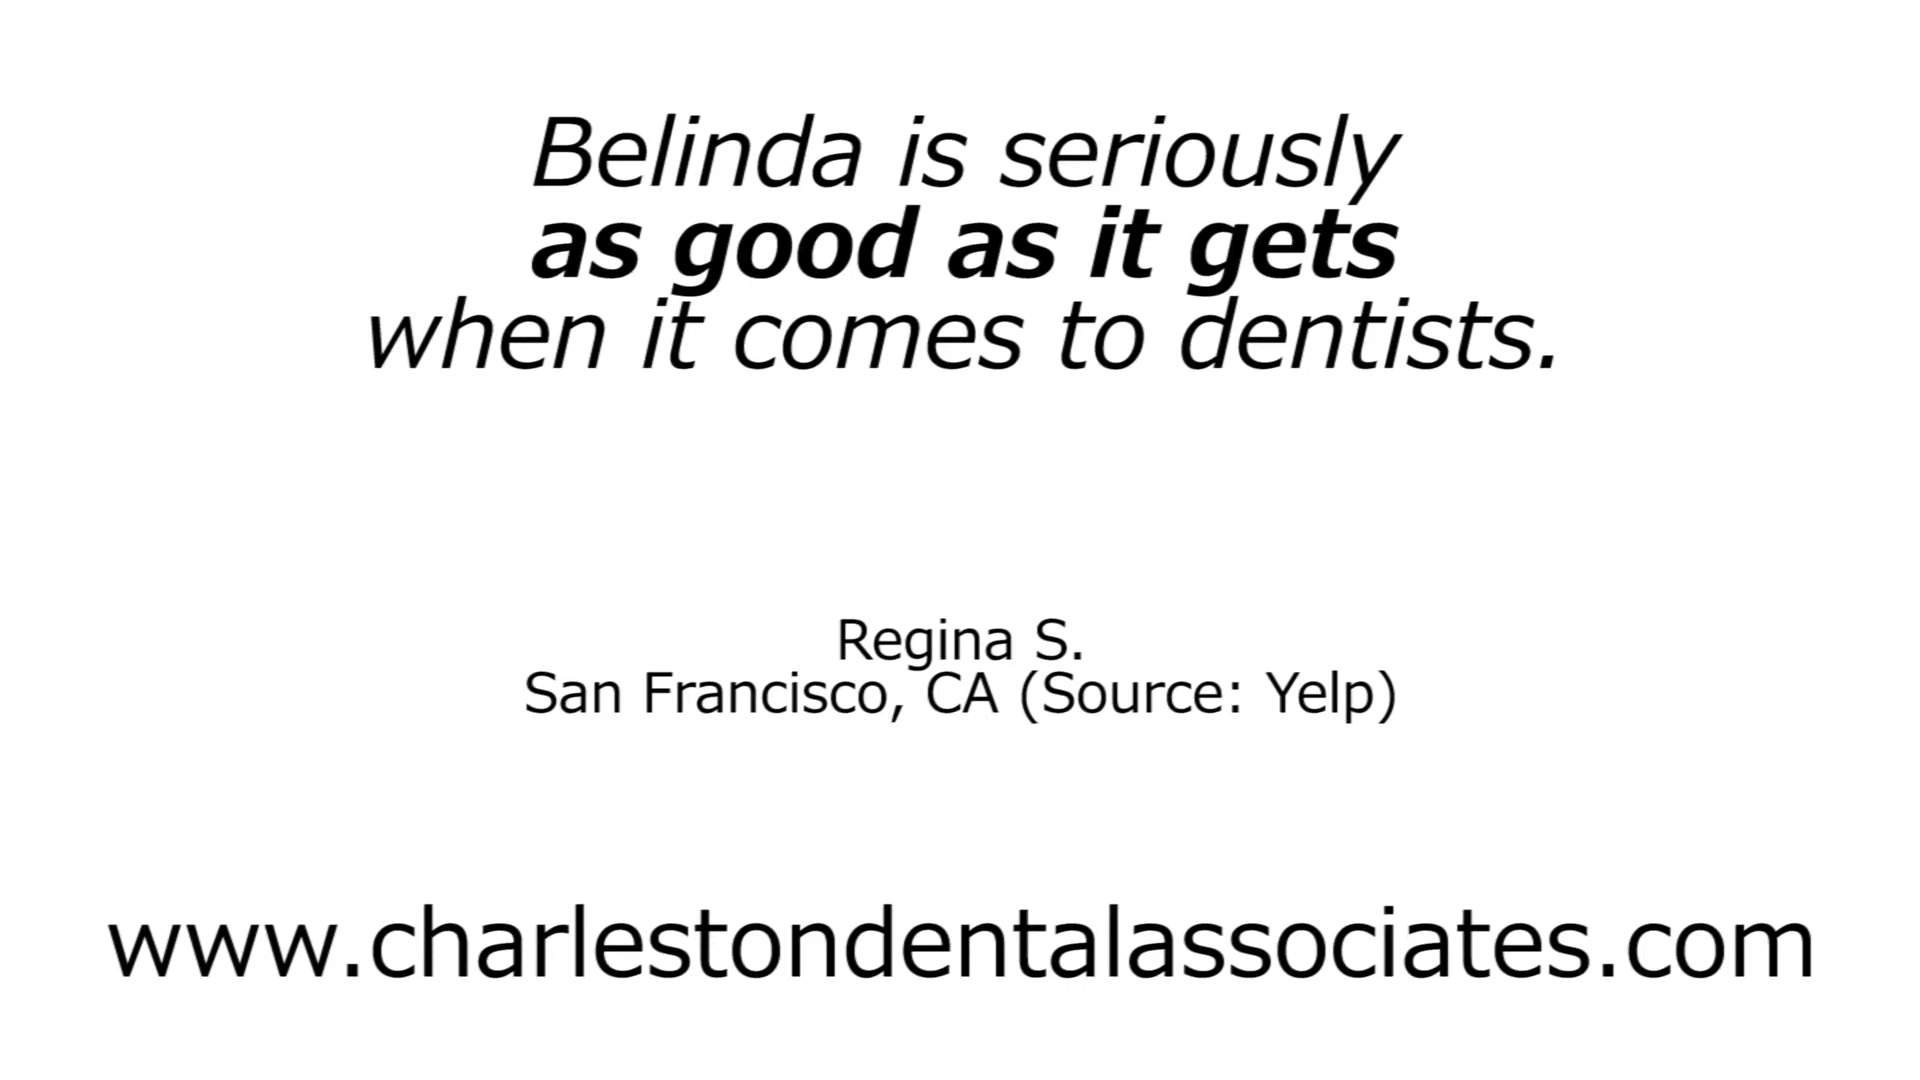 Belinda is seriously
as good as it gets
when it comes to dentists.
Regina S.
San Francisco, CA (Source: Yelp)
www.charlestondentalassociates.com